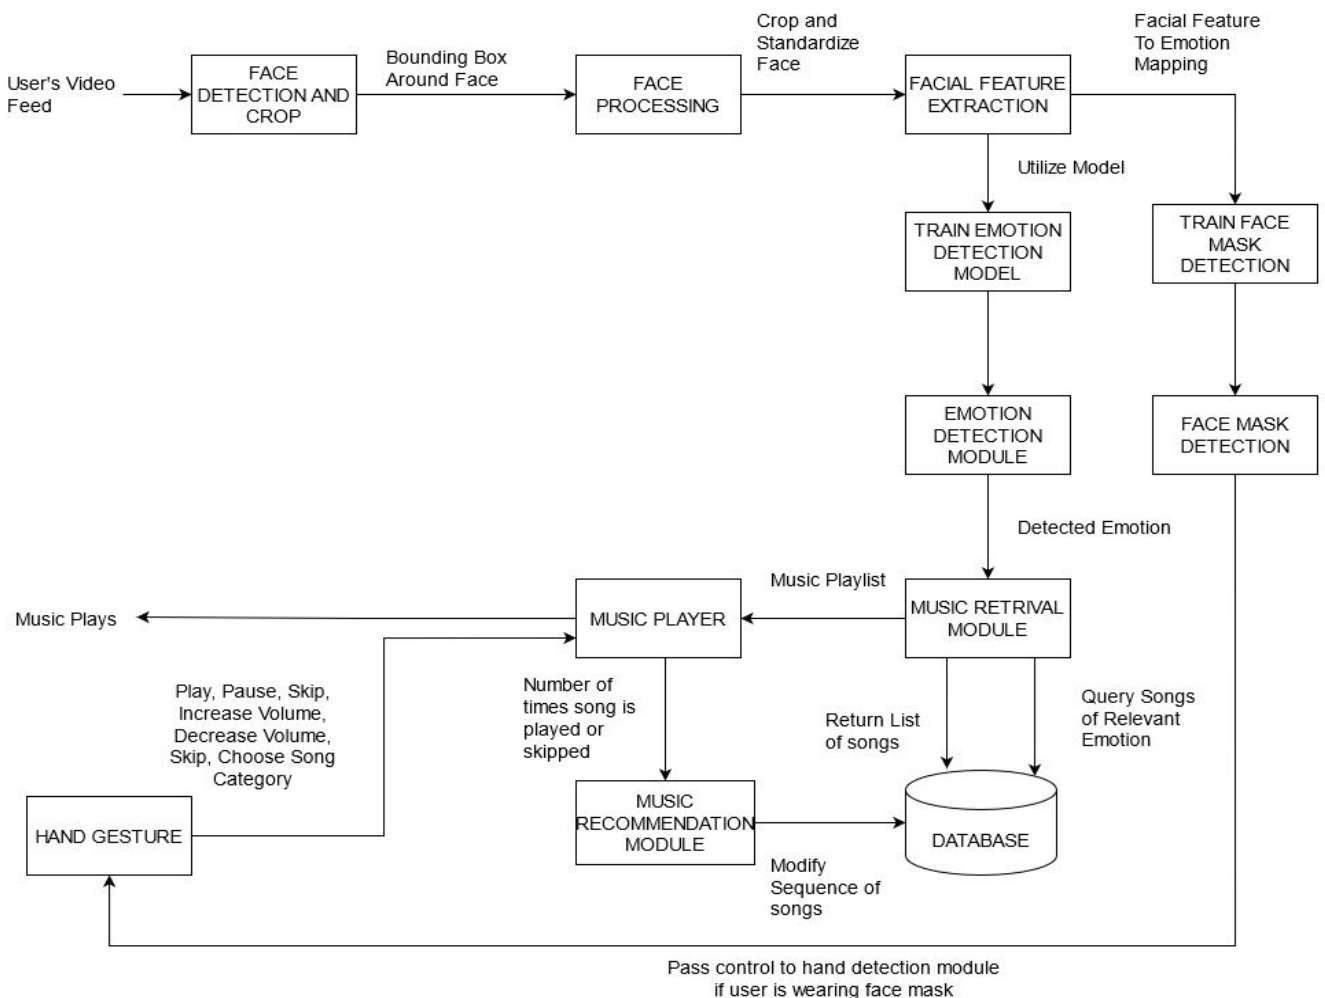 Crop and
Standardize
Face
Facial Feature
To Emotion
Mapping
User's Video
Feed
FACE
DETECTION AND
CROP
Bounding Box
Around Face
FACE
PROCESSING
FACIAL FEATURE
EXTRACTION
Utilize Model
TRAIN EMOTION
DETECTION
MODEL
TRAIN FACE
MASK
DETECTION
EMOTION
DETECTION
MODULE
FACE MASK
DETECTION
Detected Emotion
Music Plays
MUSIC PLAYER
Music Playlist
MUSIC RETRIVAL
MODULE
Play, Pause, Skip,
Increase Volume,
Decrease Volume,
Skip, Choose Song
Category
Number of
times song is
played or
skipped
Return List
of songs
Query Songs
of Relevant
Emotion
HAND GESTURE
MUSIC
RECOMMENDATION
MODULE
DATABASE
Modify
Sequence of
songs
Pass control to hand detection module
if user is wearing face mask